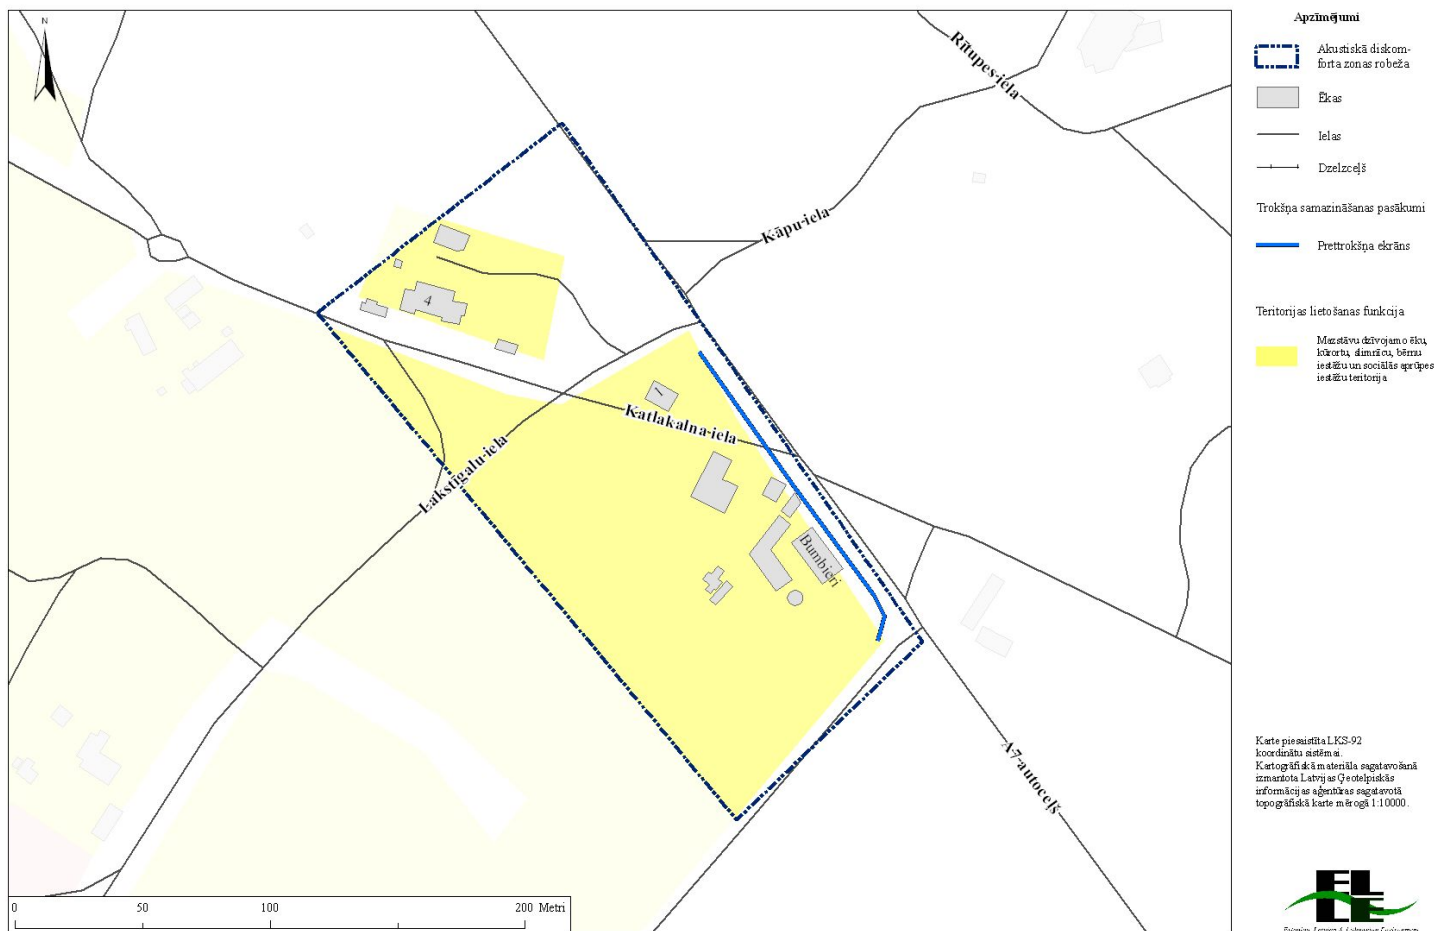 N
Rītupes-iela
Kāpu-iela
4
Katlakalna-iela
Lakstīgalu-iela
Bumbieri
A-7-autoceļš
0 50 100 200 Metri
Apzīmējumi
Akustiskā diskom-
forta zonas robeža
Ēkas
Ielas
Dzelzceļš
Trokšņa samazināšanas pasākumi
Prettrokšņa ekrāns
Teritorijas lietošanas funkcija
Mazstāvu dzīvojamo ēku,
kūrortu, slimnīcu, bērnu
iestāžu un sociālās aprūpes
iestāžu teritorija
Karte piesaistīta LKS-92
koordinātu sistēmai.
Kartogrāfiskā materiāla sagatavošanā
izmantota Latvijas Ģeotelpiskās
informācijas aģentūras sagatavotā
topogrāfiskā karte mērogā 1:10000.
EL
LE